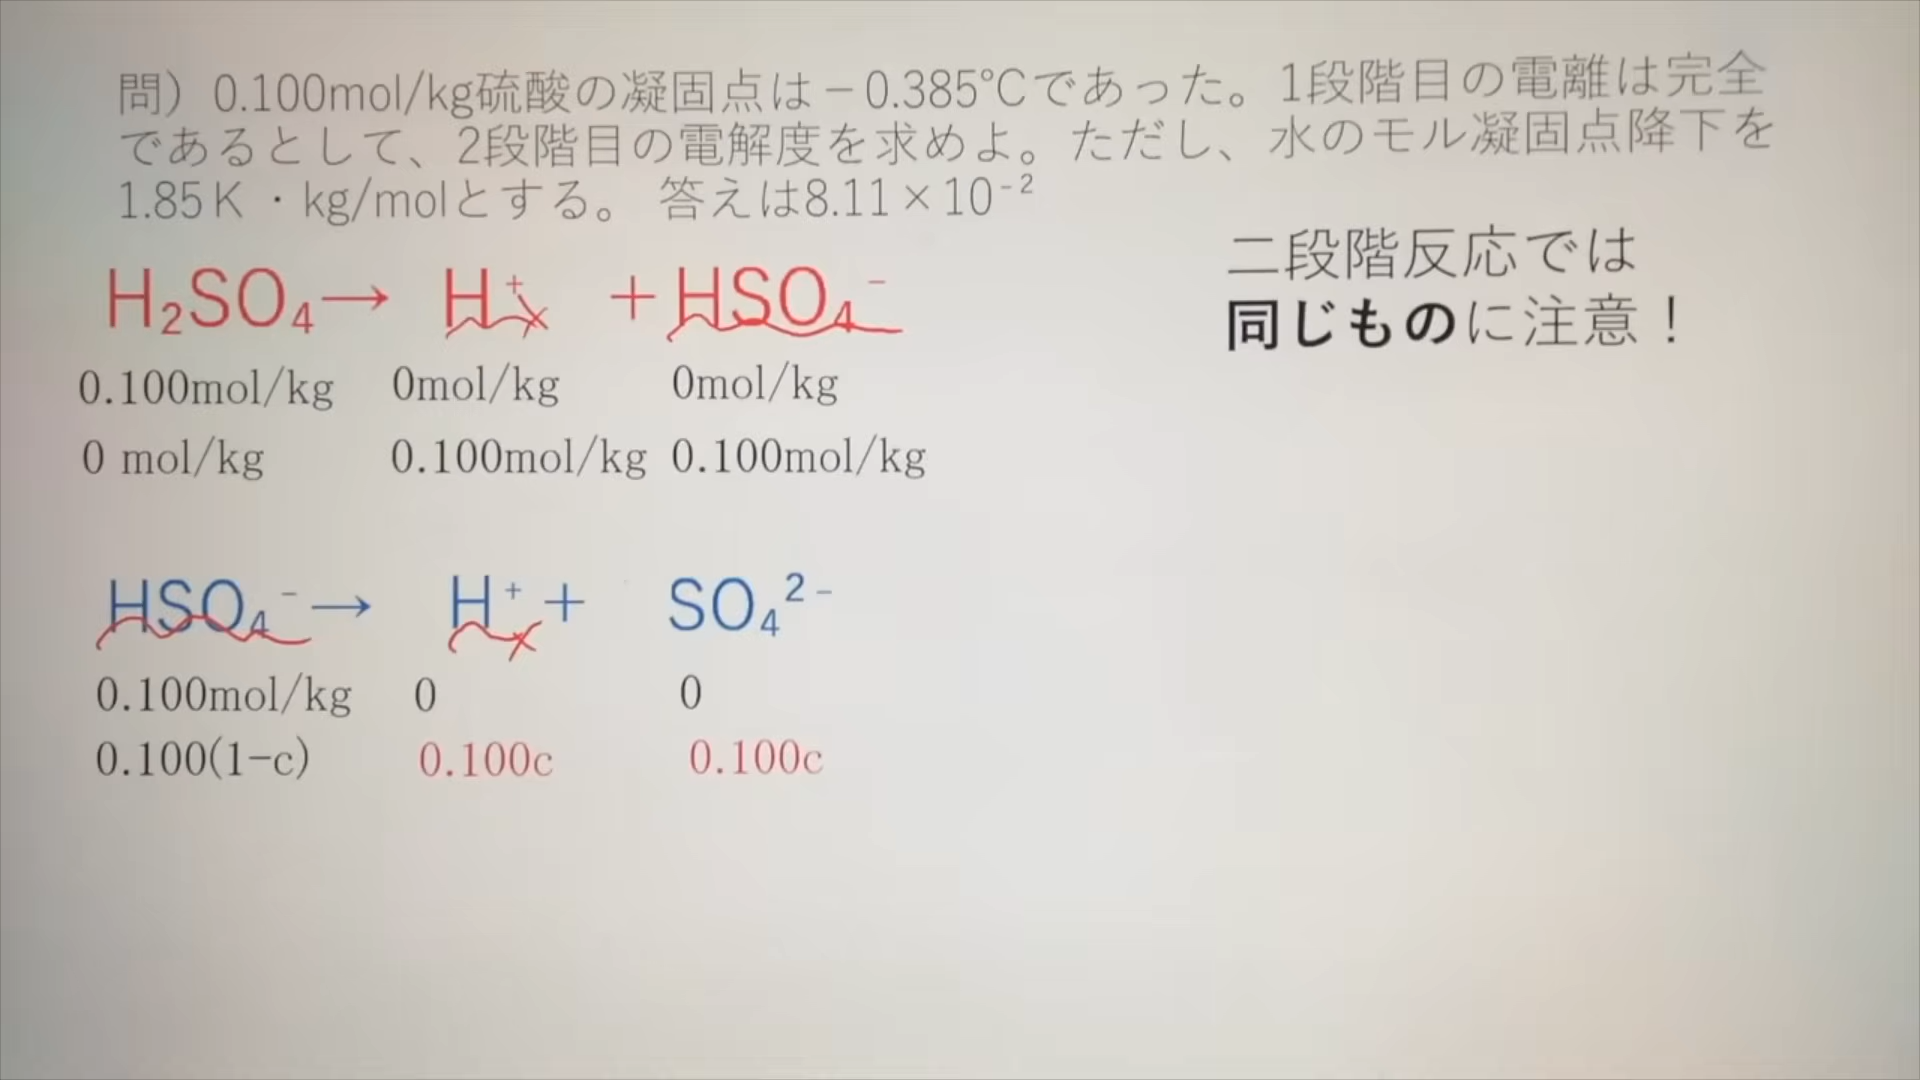 問）0.100mol/kg硫酸の凝固点は－0.385℃であった。1段階目の電離は完全
であるとして、2段階目の電解度を求めよ。ただし、水のモル凝固点降下を
1.85K・kg/molとする。 答えは8.11×10⁻²
二段階反応では
同じものに注意！
H₂SO₄→ H⁺ ＋HSO₄⁻
0.100mol/kg 0mol/kg 0mol/kg
0 mol/kg 0.100mol/kg 0.100mol/kg
HSO₄⁻→ H⁺＋ SO₄²⁻
0.100mol/kg 0 0
0.100(1-c) 0.100c 0.100c